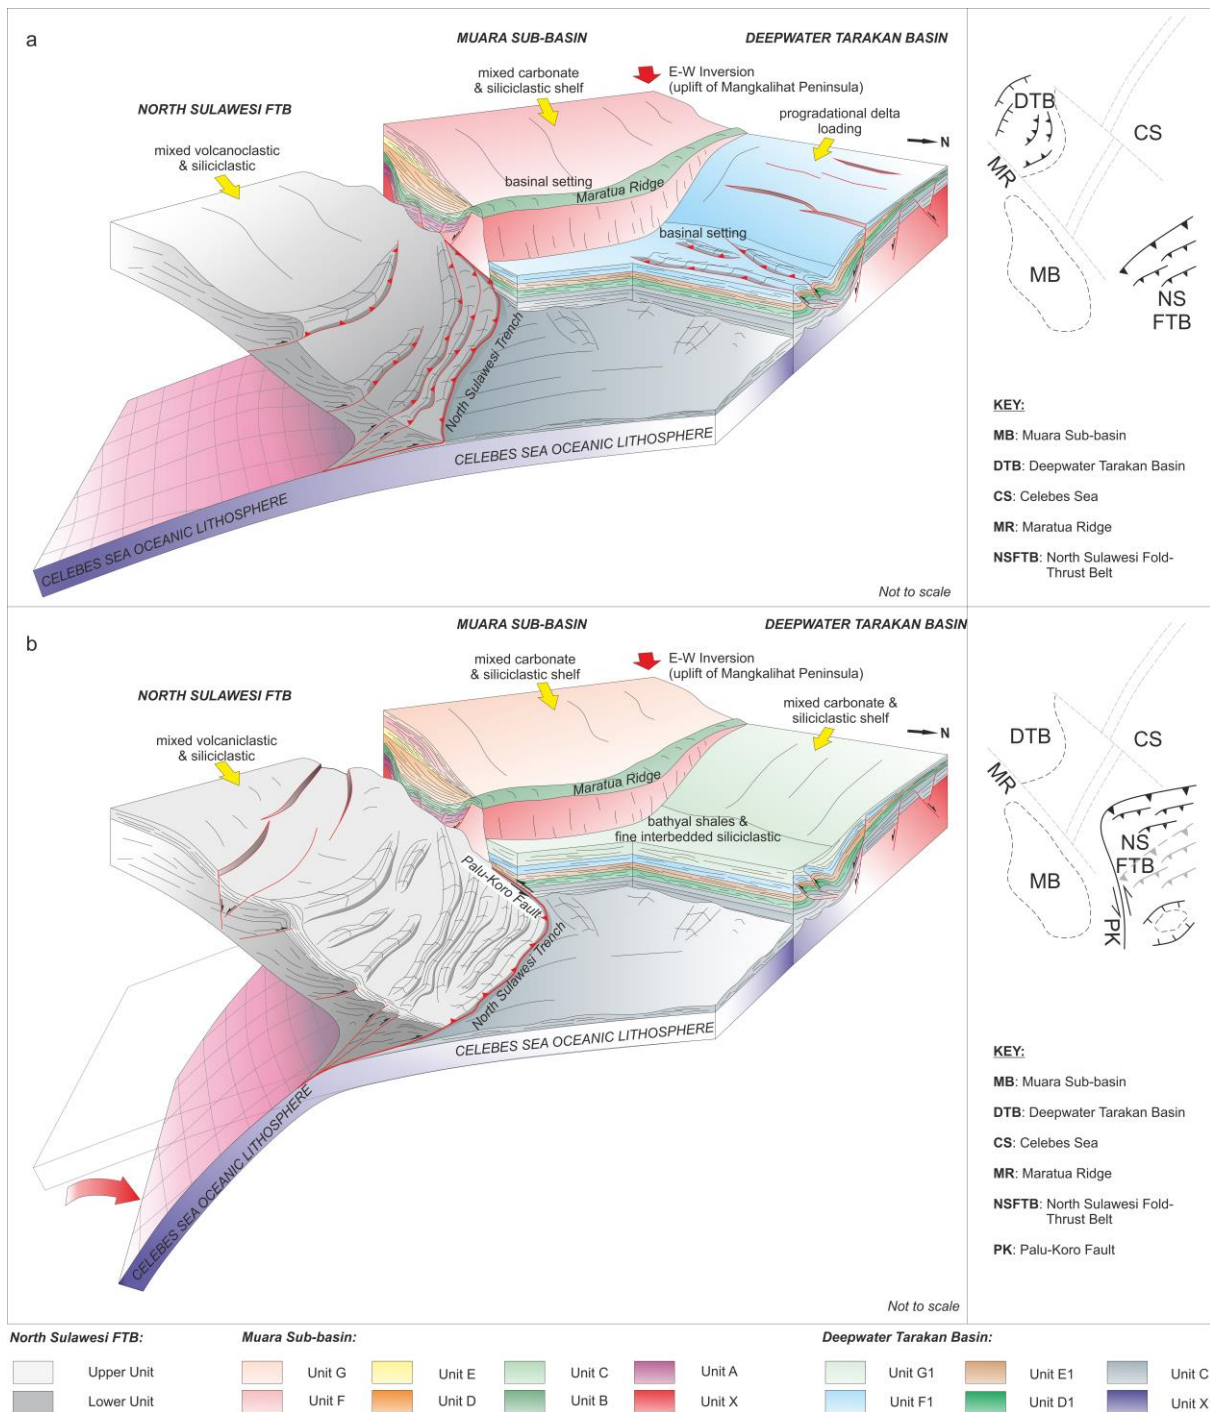 a
MUARA SUB-BASIN
DEEPWATER TARAKAN BASIN
mixed carbonate
& siliciclastic shelf
E-W Inversion
(uplift of Mangkalihat Peninsula)
NORTH SULAWESI FTB
progradational delta
loading
mixed volcanoclastic
& siliciclastic
N
basinal setting
Maratua Ridge
basinal setting
North Sulawesi Trench
CELEBES SEA OCEANIC LITHOSPHERE
CELEBES SEA OCEANIC LITHOSPHERE
Not to scale
DTB
CS
MR
MB
NS
FTB
KEY:
MB: Muara Sub-basin
DTB: Deepwater Tarakan Basin
CS: Celebes Sea
MR: Maratua Ridge
NSFTB: North Sulawesi Fold-
Thrust Belt
b
MUARA SUB-BASIN
DEEPWATER TARAKAN BASIN
mixed carbonate
& siliciclastic shelf
E-W Inversion
(uplift of Mangkalihat Peninsula)
NORTH SULAWESI FTB
mixed carbonate &
siliciclastic shelf
mixed volcaniclastic
& siliciclastic
N
Maratua Ridge
bathyal shales &
fine interbedded siliciclastic
Palu-Koro Fault
North Sulawesi Trench
CELEBES SEA OCEANIC LITHOSPHERE
CELEBES SEA OCEANIC LITHOSPHERE
Not to scale
DTB
CS
MR
NS
FTB
MB
PK
KEY:
MB: Muara Sub-basin
DTB: Deepwater Tarakan Basin
CS: Celebes Sea
MR: Maratua Ridge
NSFTB: North Sulawesi Fold-
Thrust Belt
PK: Palu-Koro Fault
North Sulawesi FTB:
Upper Unit
Lower Unit
Muara Sub-basin:
Unit G
Unit E
Unit C
Unit A
Unit F
Unit D
Unit B
Unit X
Deepwater Tarakan Basin:
Unit G1
Unit E1
Unit C
Unit F1
Unit D1
Unit X